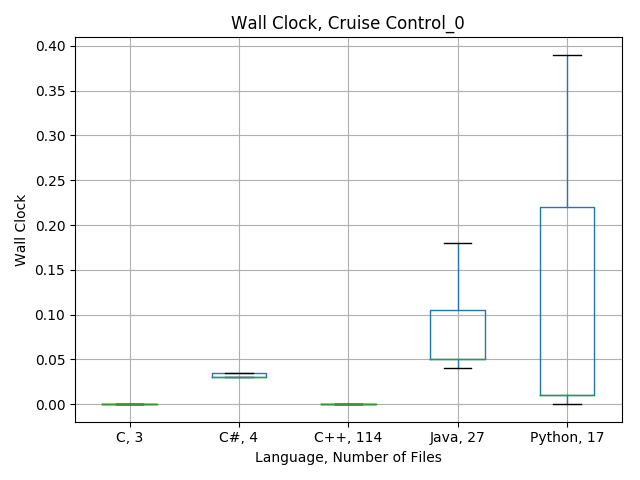 Wall Clock, Cruise Control_0
0.40
0.35
0.30
0.25
0.20
0.15
0.10
0.05
0.00
Wall Clock
C, 3
C#, 4
C++, 114
Java, 27
Python, 17
Language, Number of Files